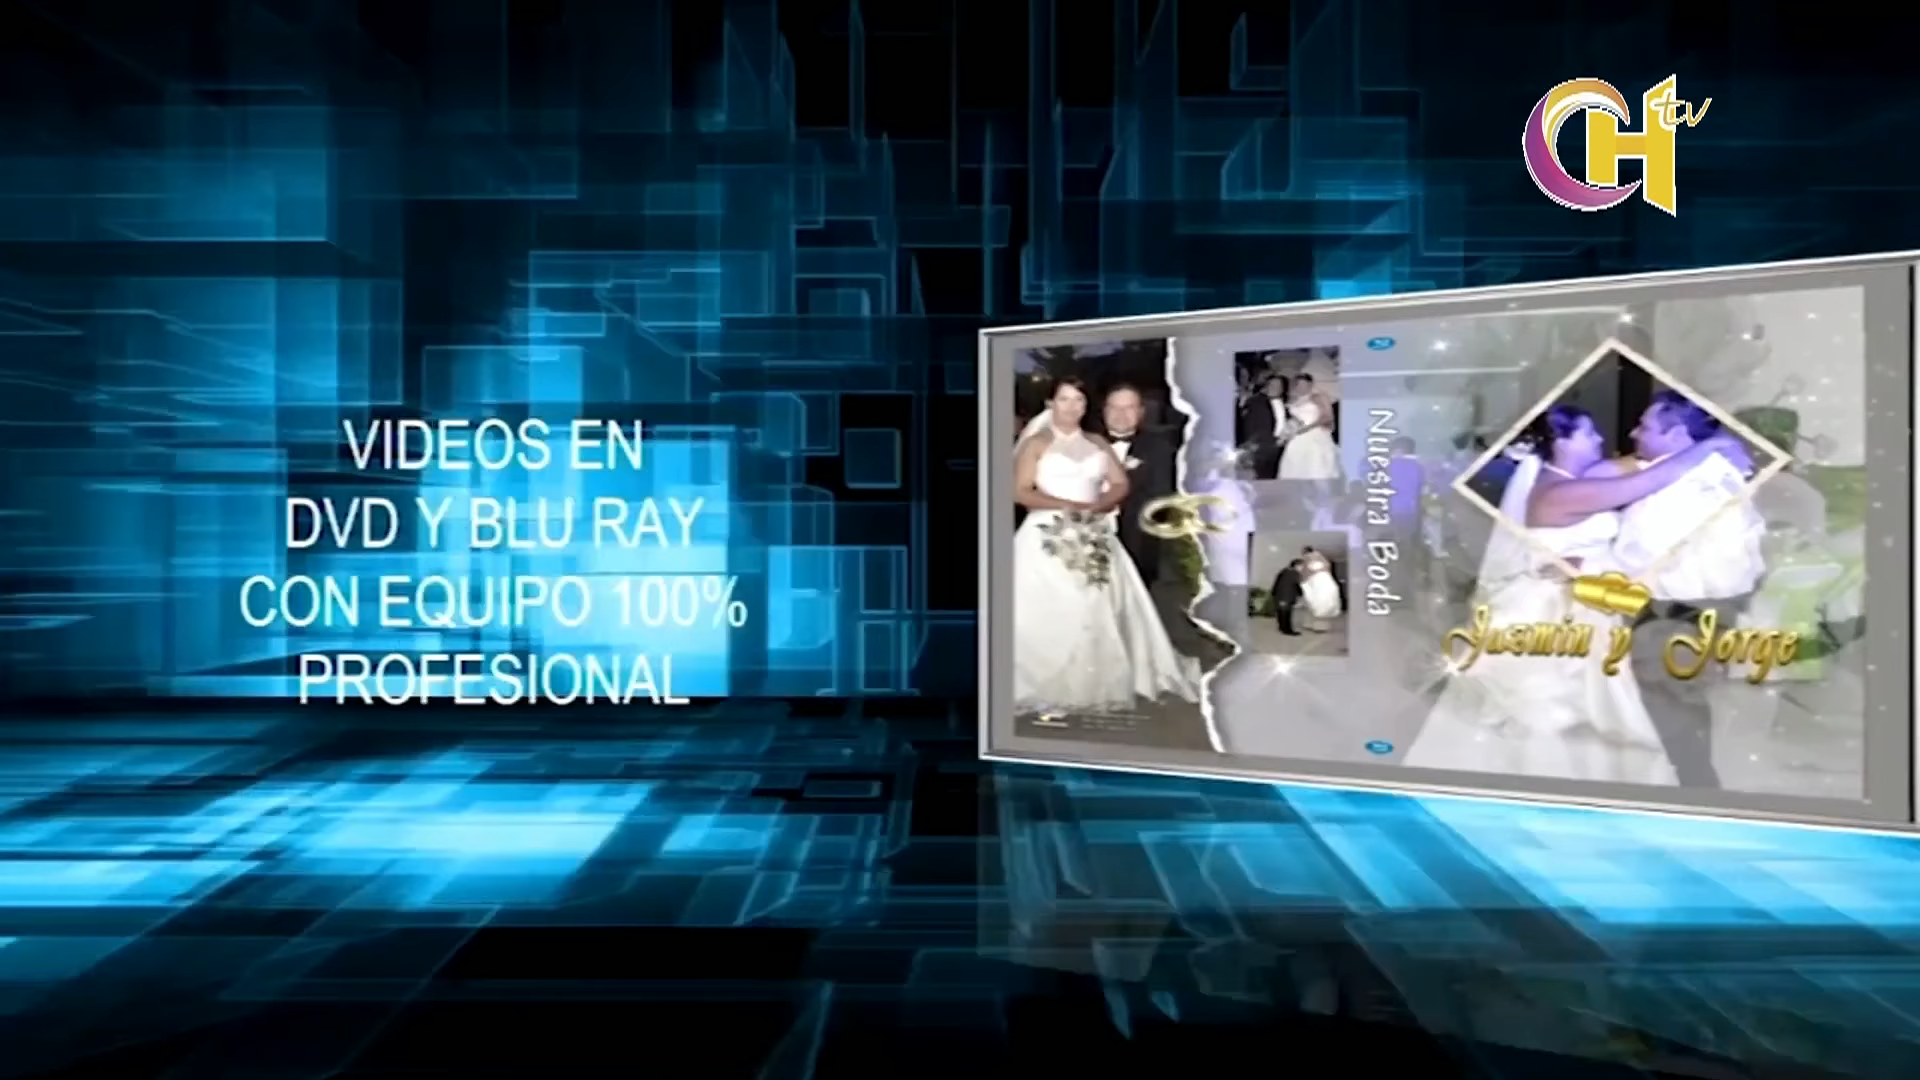 CH tv
VIDEOS EN
DVD Y BLU RAY
CON EQUIPO 100%
PROFESIONAL
Nuestra Boda
Jazmin y Jorge